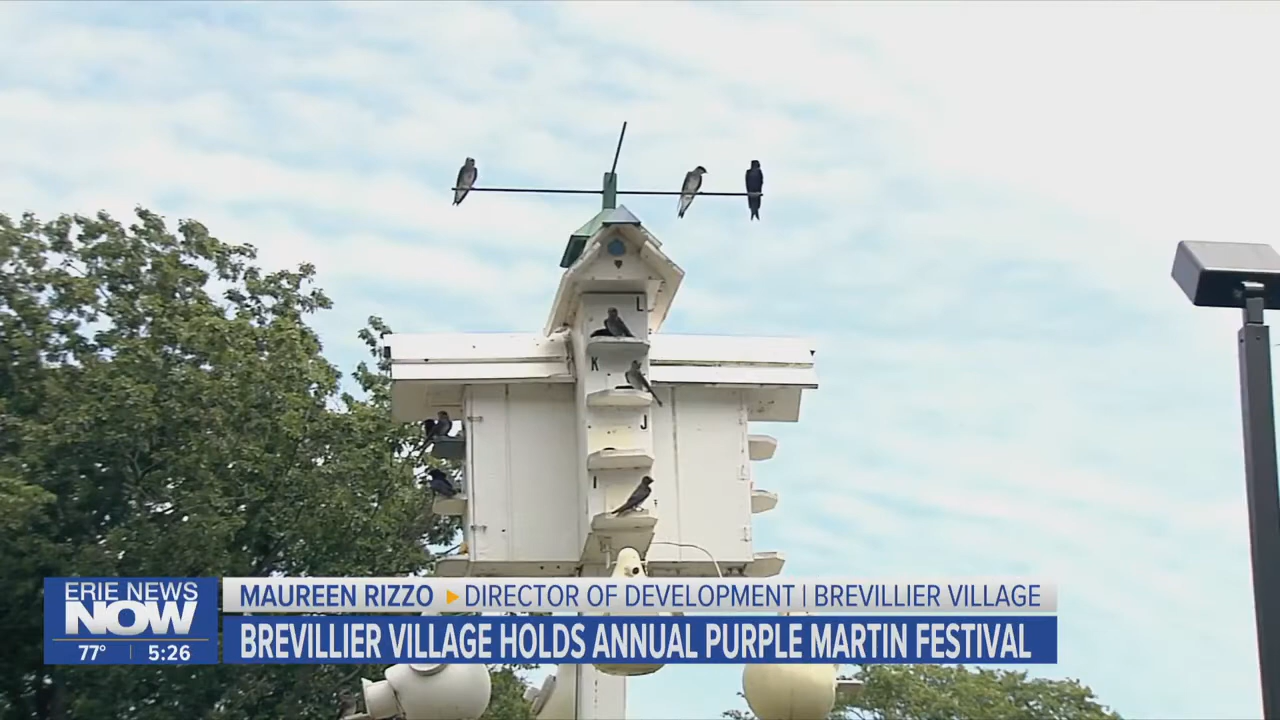 L
K
J
I
ERIE NEWS
NOW
77° | 5:26
MAUREEN RIZZO ▸ DIRECTOR OF DEVELOPMENT | BREVILLIER VILLAGE
BREVILLIER VILLAGE HOLDS ANNUAL PURPLE MARTIN FESTIVAL